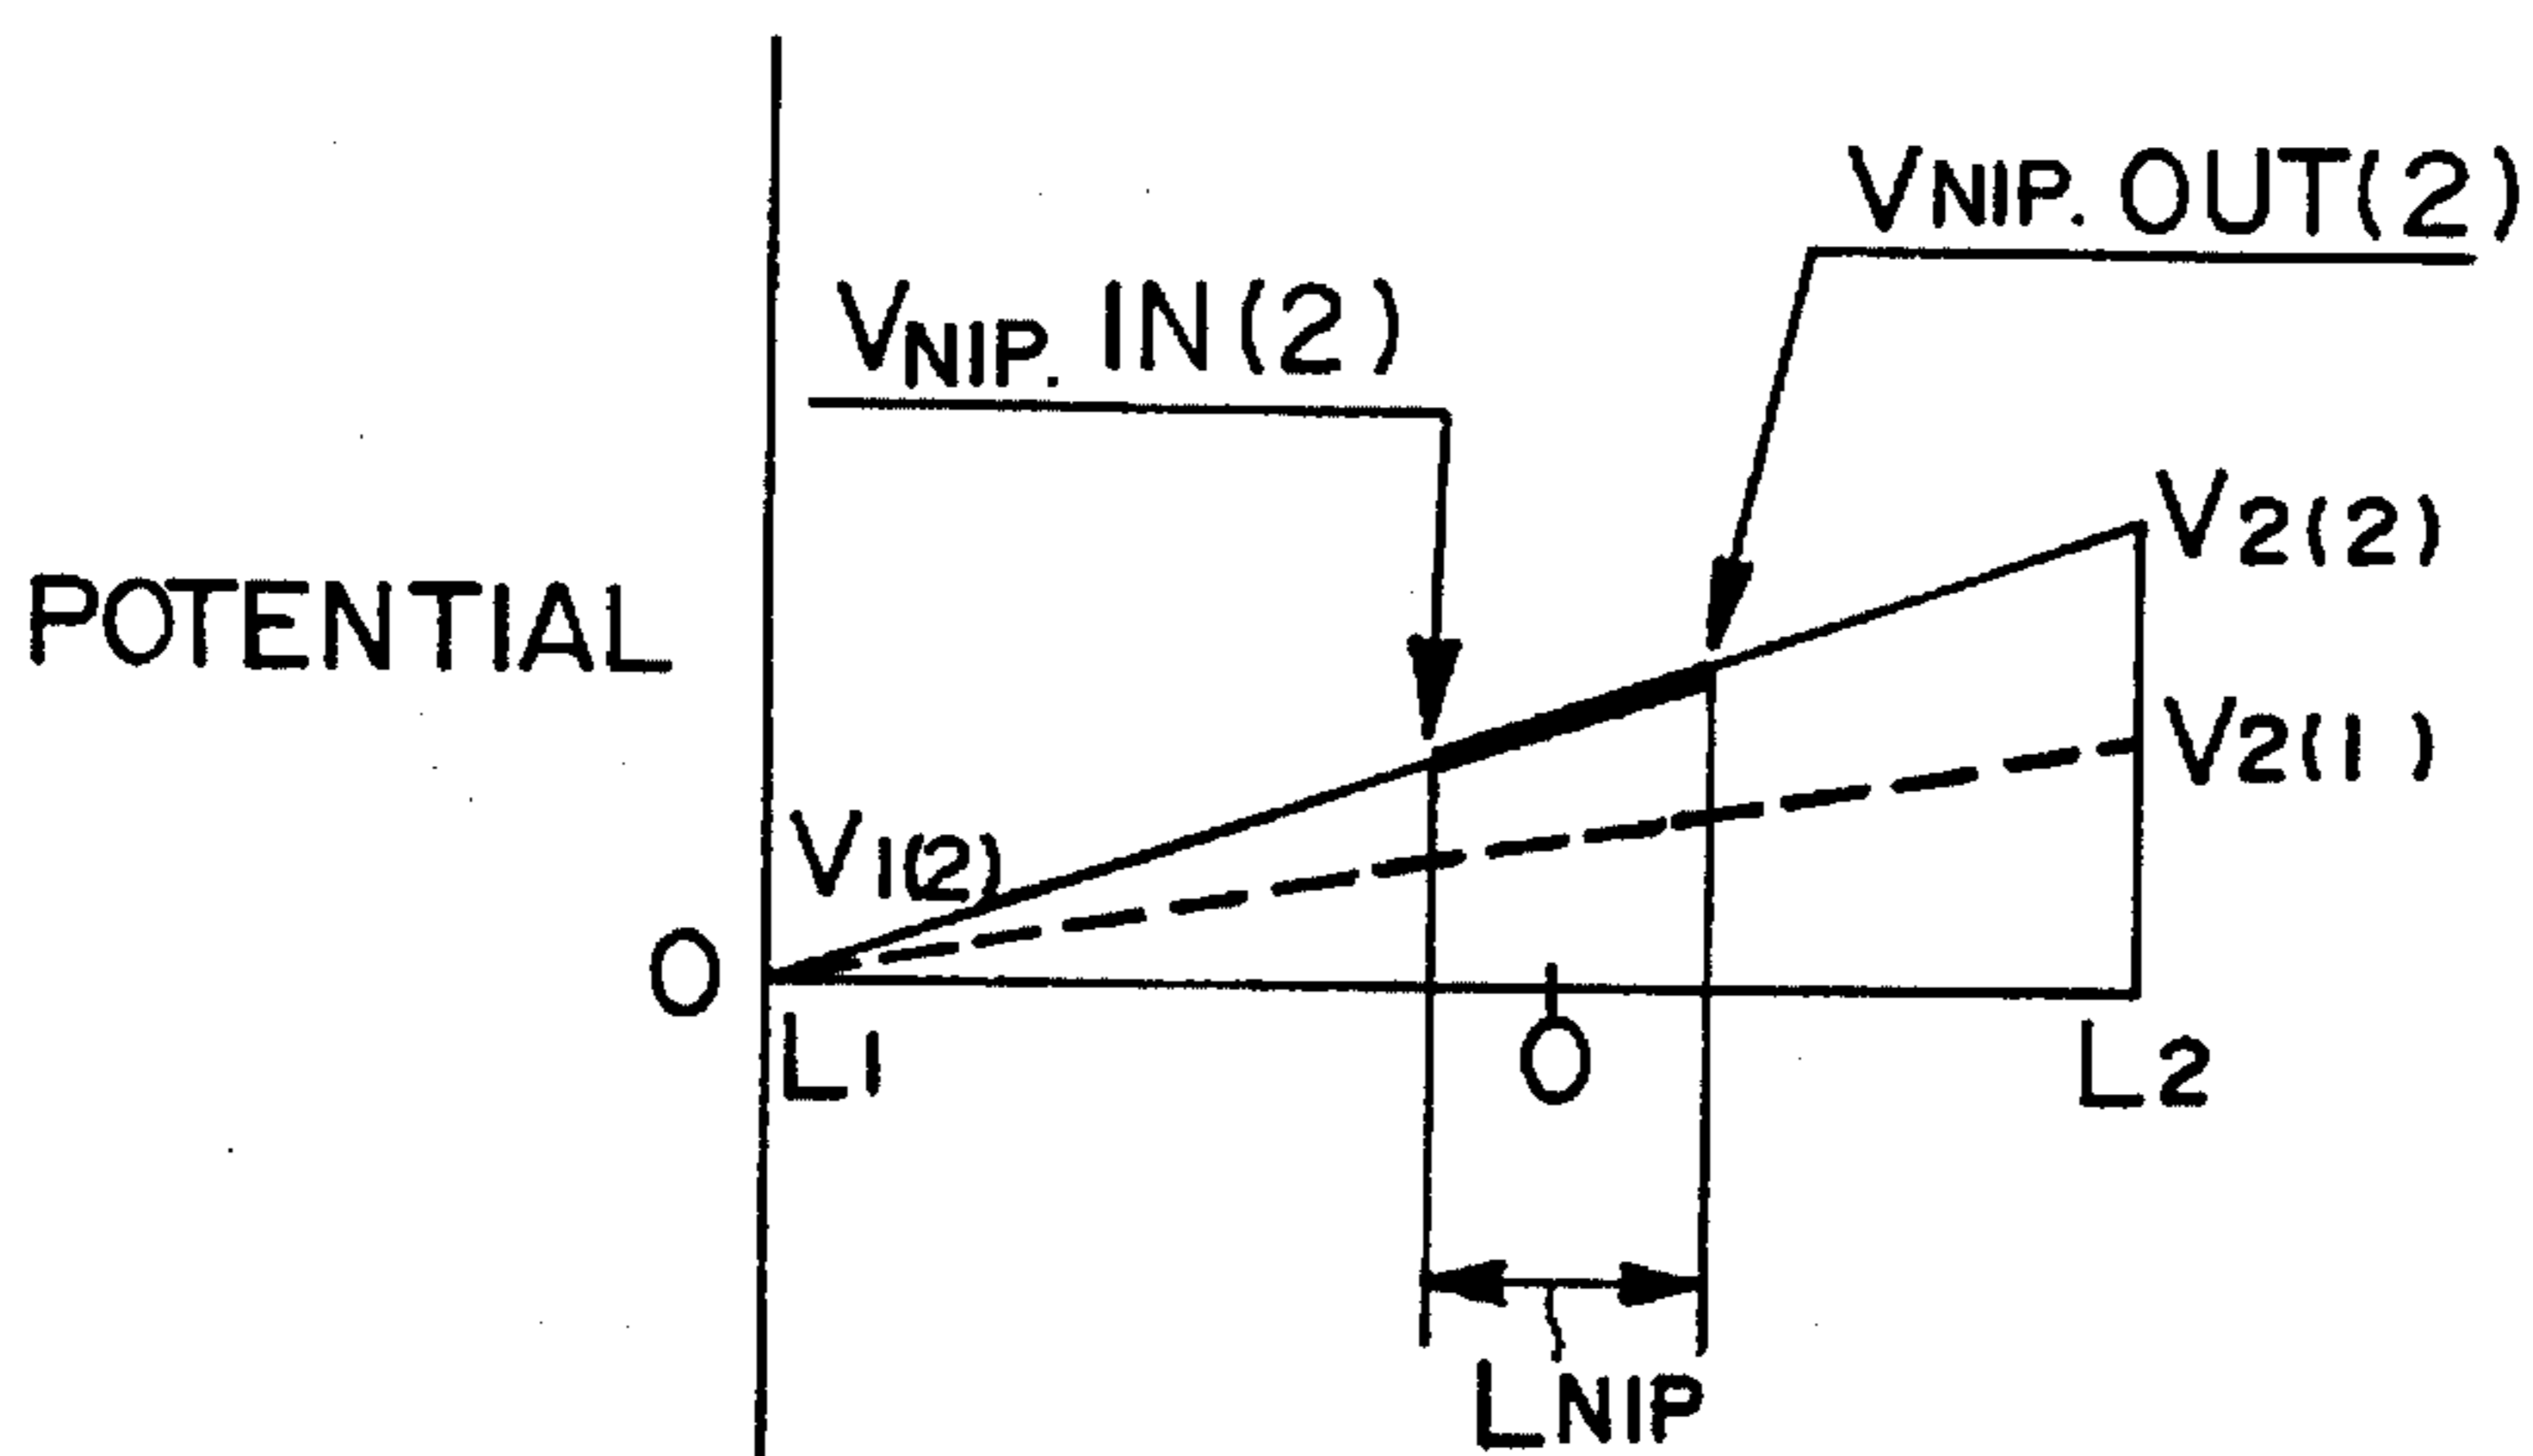 VNIP. OUT(2)
VNIP. IN(2)
V2(2)
POTENTIAL
V2(1)
V1(2)
O
L1
O
L2
LNIP